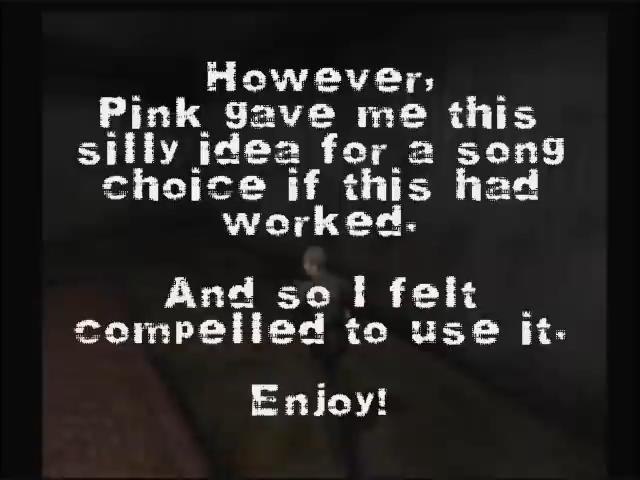 However,
Pink gave me this
silly idea for a song
choice if this had
worked.
And so I felt
compelled to use it.
Enjoy!